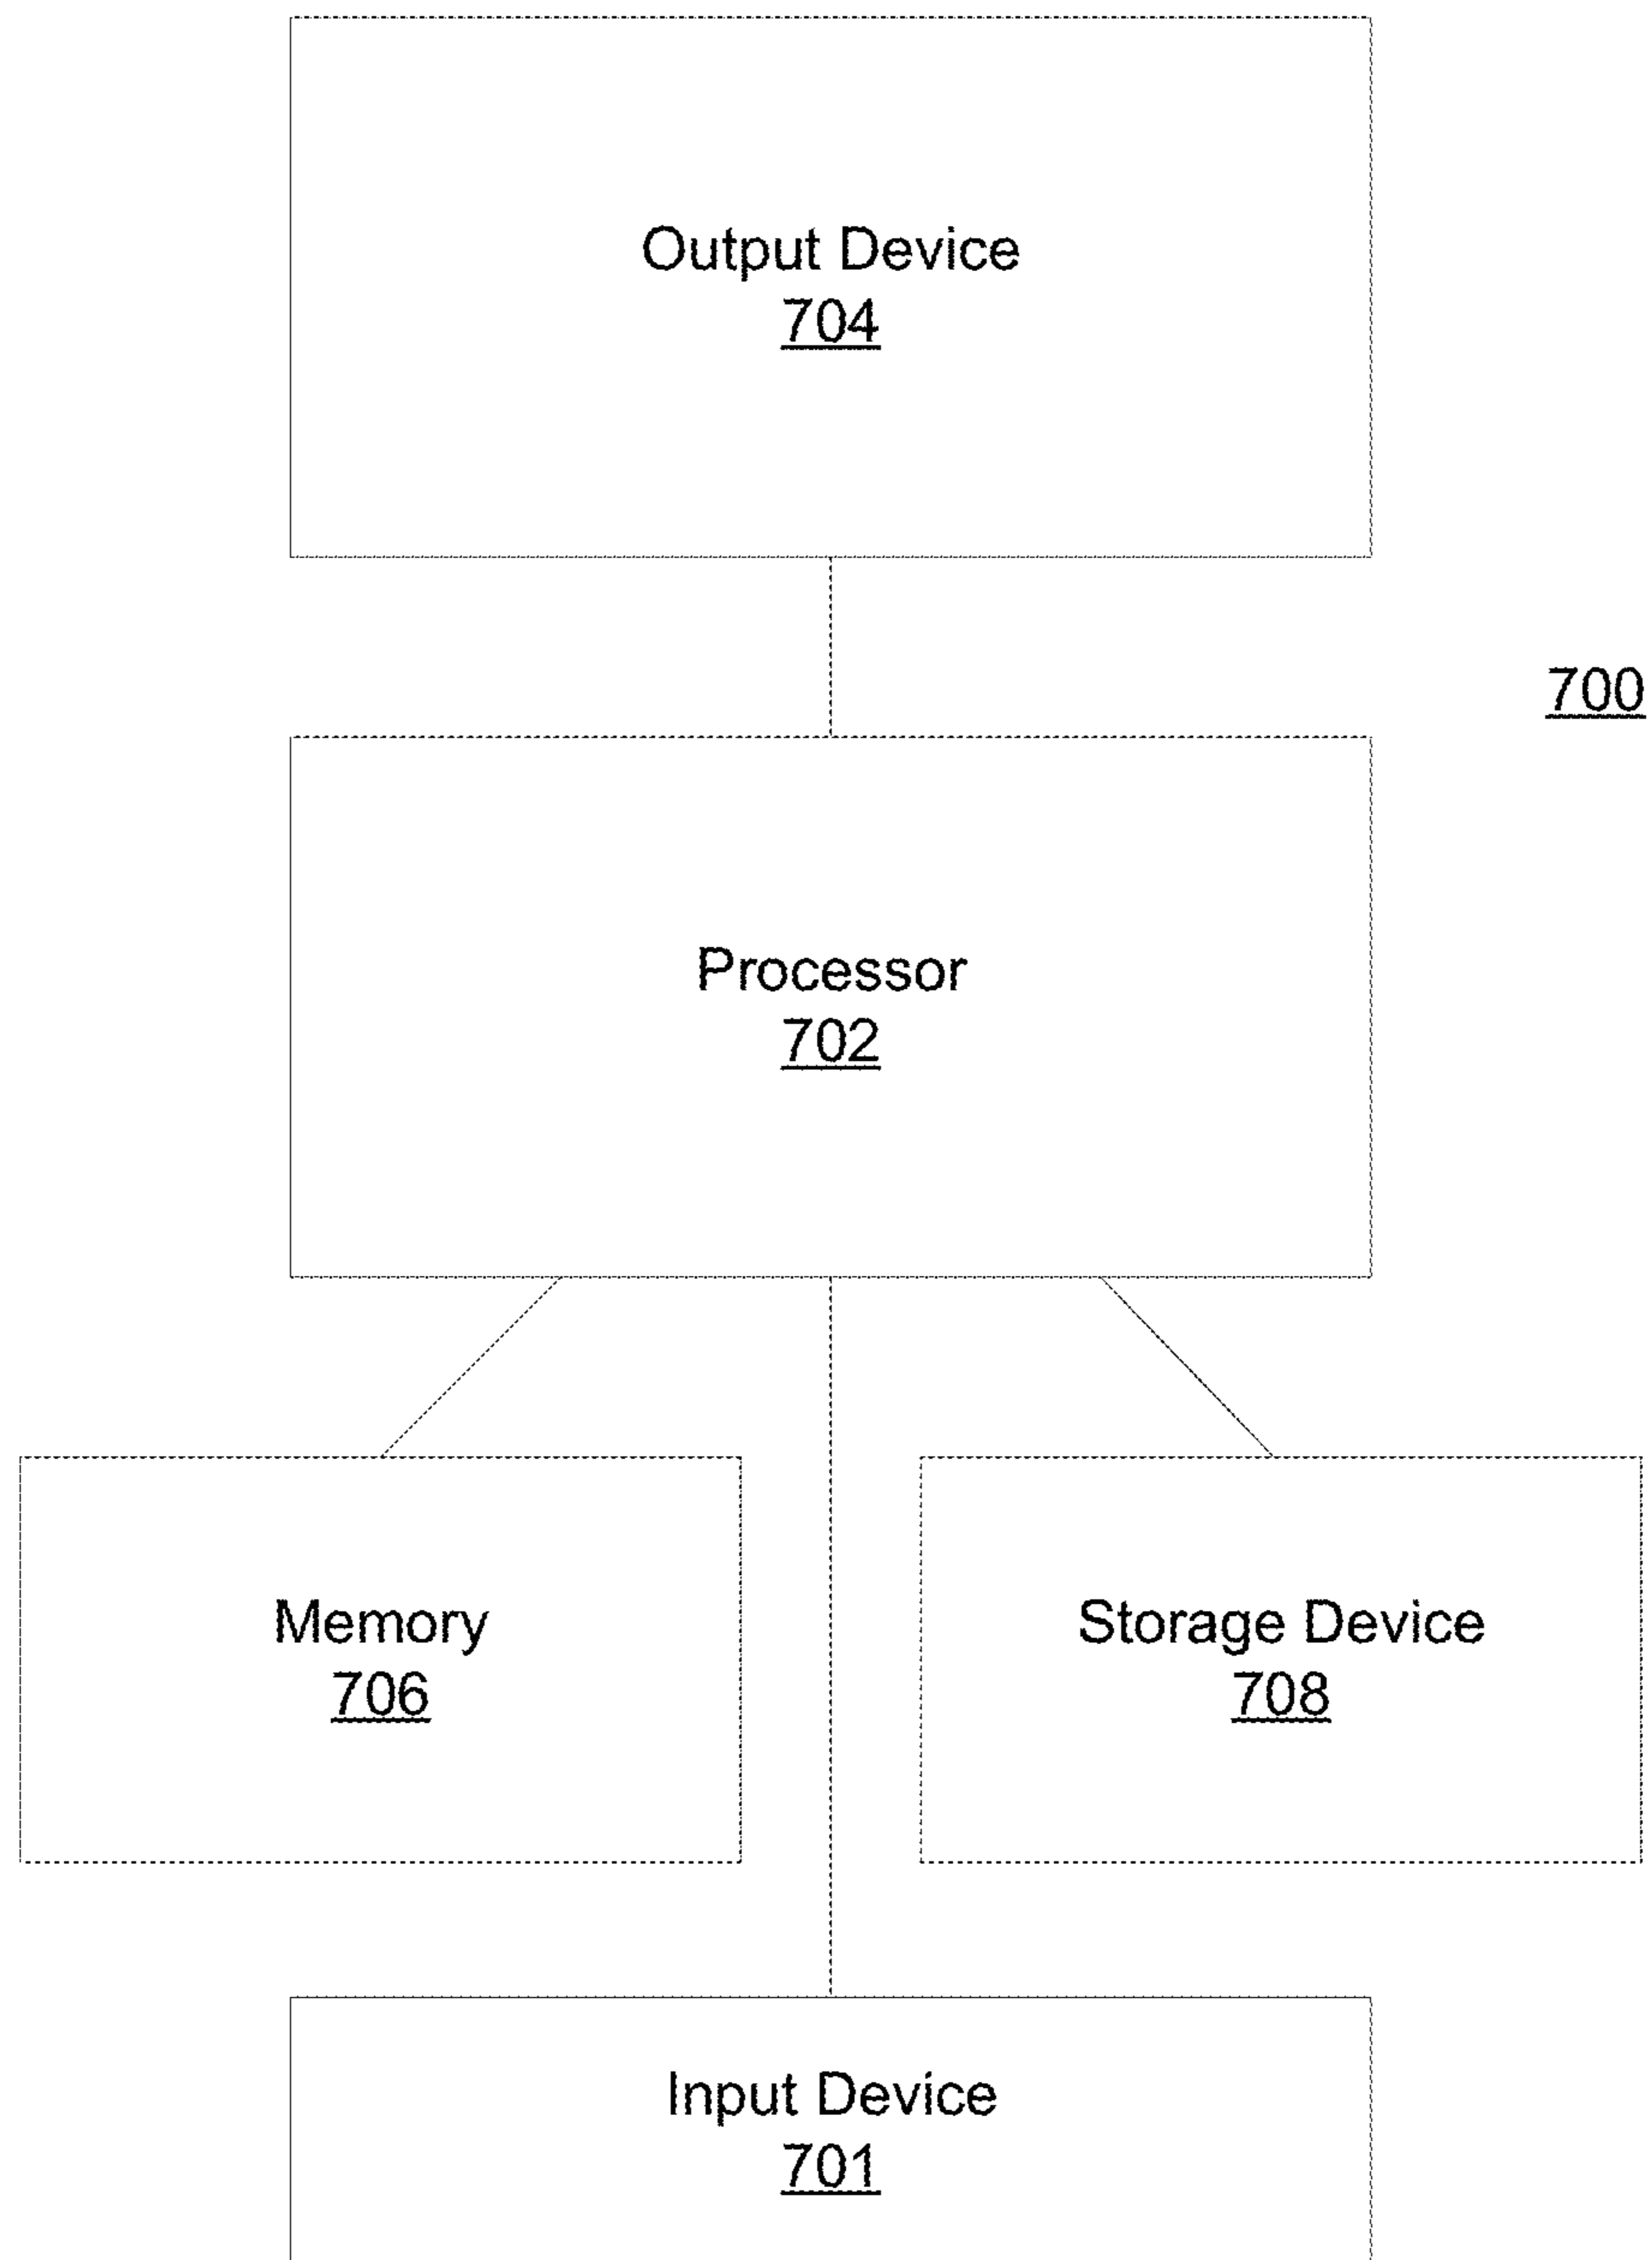 Output Device
704
700
Processor
702
Memory
706
Storage Device
708
Input Device
701